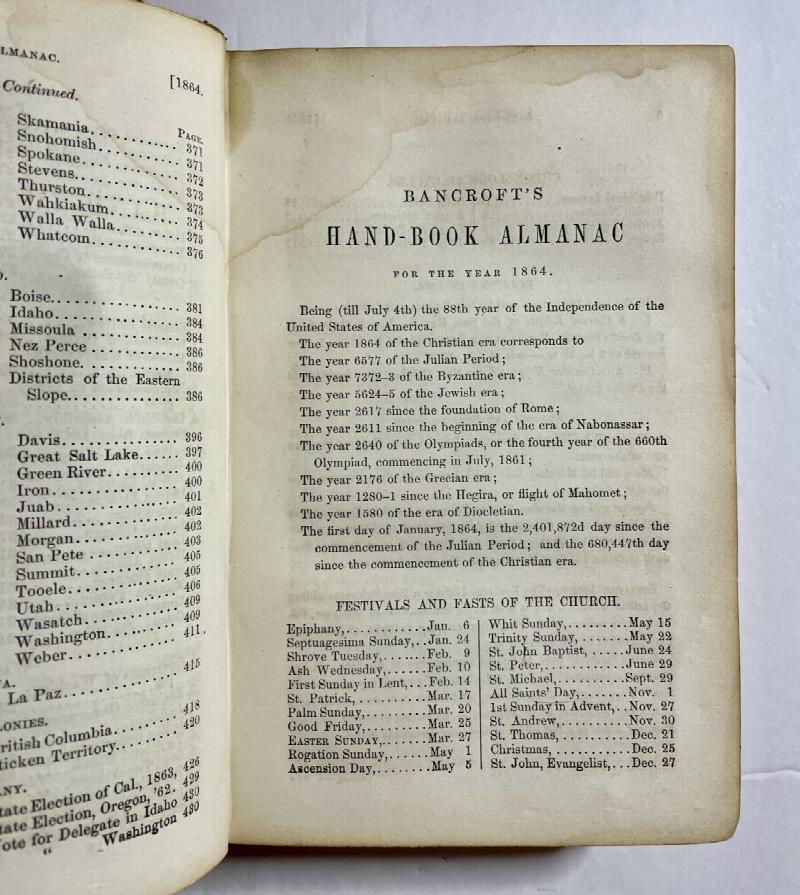 LMANAC.
[1864.
Continued.
PAGE.
Skamania........... 371
Snohomish........... 371
Spokane........... 372
Stevens........... 373
Thurston........... 373
Wahkiakum........... 374
Walla Walla........... 375
Whatcom........... 376
Boise........... 381
Idaho........... 384
Missoula ........... 384
Nez Perce ........... 386
Shoshone........... 386
Districts of the Eastern
Slope........... 386
Davis........... 396
Great Salt Lake...... 397
Green River.......... 400
Iron........... 400
Juab........... 401
Millard........... 402
Morgan........... 402
San Pete ........... 403
Summit........... 405
Tooele........... 405
Utah........... 406
Wasatch........... 409
Washington........... 409
Weber........... 411.
A.
La Paz........... 415
LONIES.
ritish Columbia........ 418
ticken Territory....... 420
NY.
tate Election of Cal., 1863, 426
tate Election, Oregon, '62. 429
ote for Delegate in Idaho 430
" Washington 430
BANCROFT'S
HAND-BOOK ALMANAC
FOR THE YEAR 1864.
Being (till July 4th) the 88th year of the Independence of the
United States of America.
The year 1864 of the Christian era corresponds to
The year 6577 of the Julian Period;
The year 7372-3 of the Byzantine era;
The year 5624-5 of the Jewish era;
The year 2617 since the foundation of Rome;
The year 2611 since the beginning of the era of Nabonassar;
The year 2640 of the Olympiads, or the fourth year of the 660th
Olympiad, commencing in July, 1861;
The year 2176 of the Grecian era;
The year 1280-1 since the Hegira, or flight of Mahomet;
The year 1580 of the era of Diocletian.
The first day of January, 1864, is the 2,401,872d day since the
commencement of the Julian Period; and the 680,447th day
since the commencement of the Christian era.
FESTIVALS AND FASTS OF THE CHURCH.
Epiphany,...........Jan. 6
Septuagesima Sunday,..Jan. 24
Shrove Tuesday,.......Feb. 9
Ash Wednesday,.......Feb. 10
First Sunday in Lent,...Feb. 14
St. Patrick,...........Mar. 17
Palm Sunday,.........Mar. 20
Good Friday,..........Mar. 25
EASTER SUNDAY,.......Mar. 27
Rogation Sunday,......May 1
Ascension Day,........May 5
Whit Sunday,.........May 15
Trinity Sunday, .......May 22
St. John Baptist, ......June 24
St. Peter,............June 29
St. Michael,..........Sept. 29
All Saints' Day,.......Nov. 1
1st Sunday in Advent,..Nov. 27
St. Andrew,..........Nov. 30
St. Thomas, ..........Dec. 21
Christmas, ...........Dec. 25
St. John, Evangelist,...Dec. 27